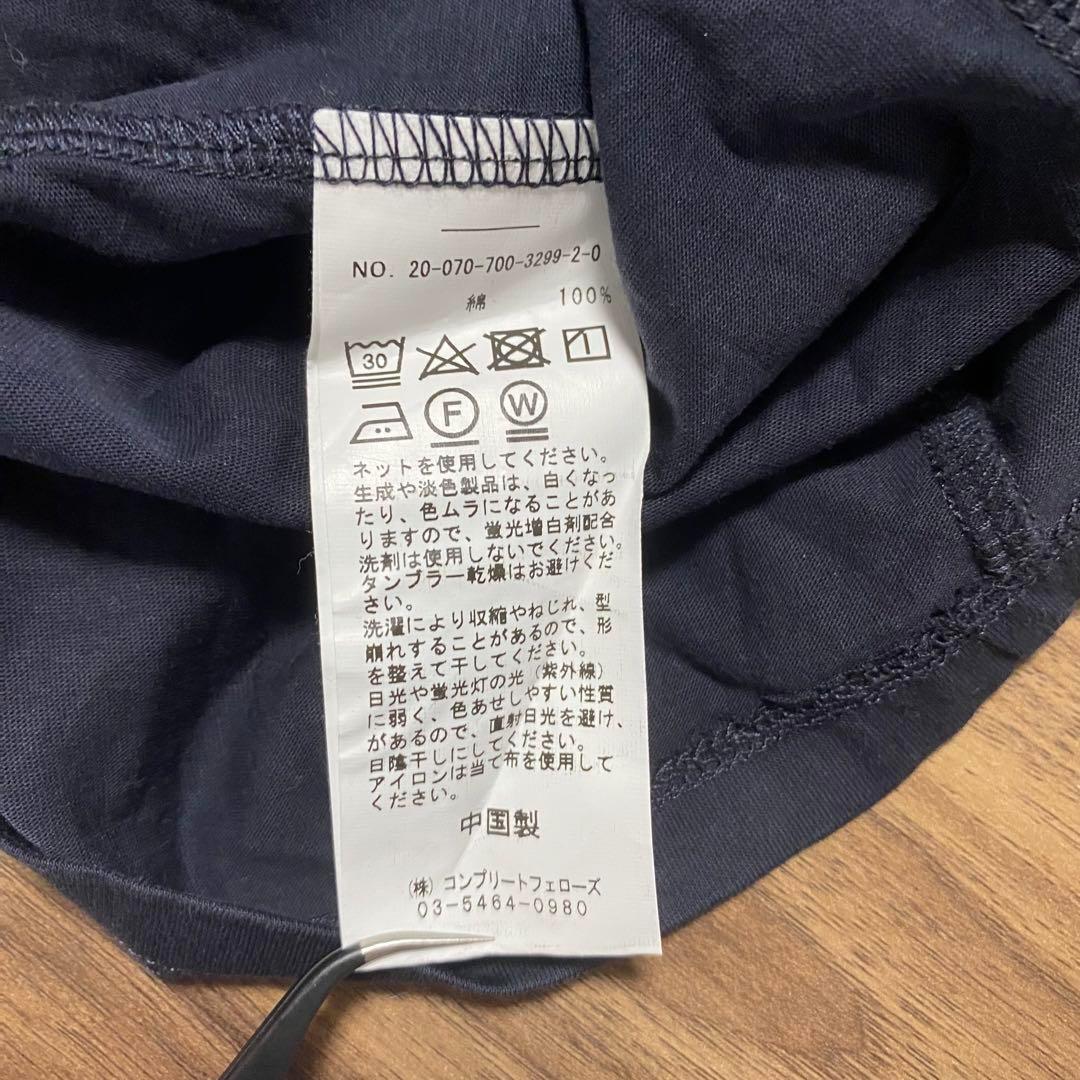 NO. 20-070-700-3299-2-0
綿 100%
30
F W
ネットを使用してください。
生成や淡色製品は、白くなっ
たり、色ムラになることがあ
りますので、蛍光増白剤配合
洗剤は使用しないでください。
タンブラー乾燥はお避けくだ
さい。
洗濯により収縮やねじれ、型
崩れすることがあるので、形
を整えて干してください。
日光や蛍光灯の光(紫外線)
に弱く、色あせしやすい性質
があるので、直射日光を避け、
日陰干しにしてください。
アイロンは当て布を使用して
ください。
中国製
(株) コンプリートフェローズ
03-5464-0980